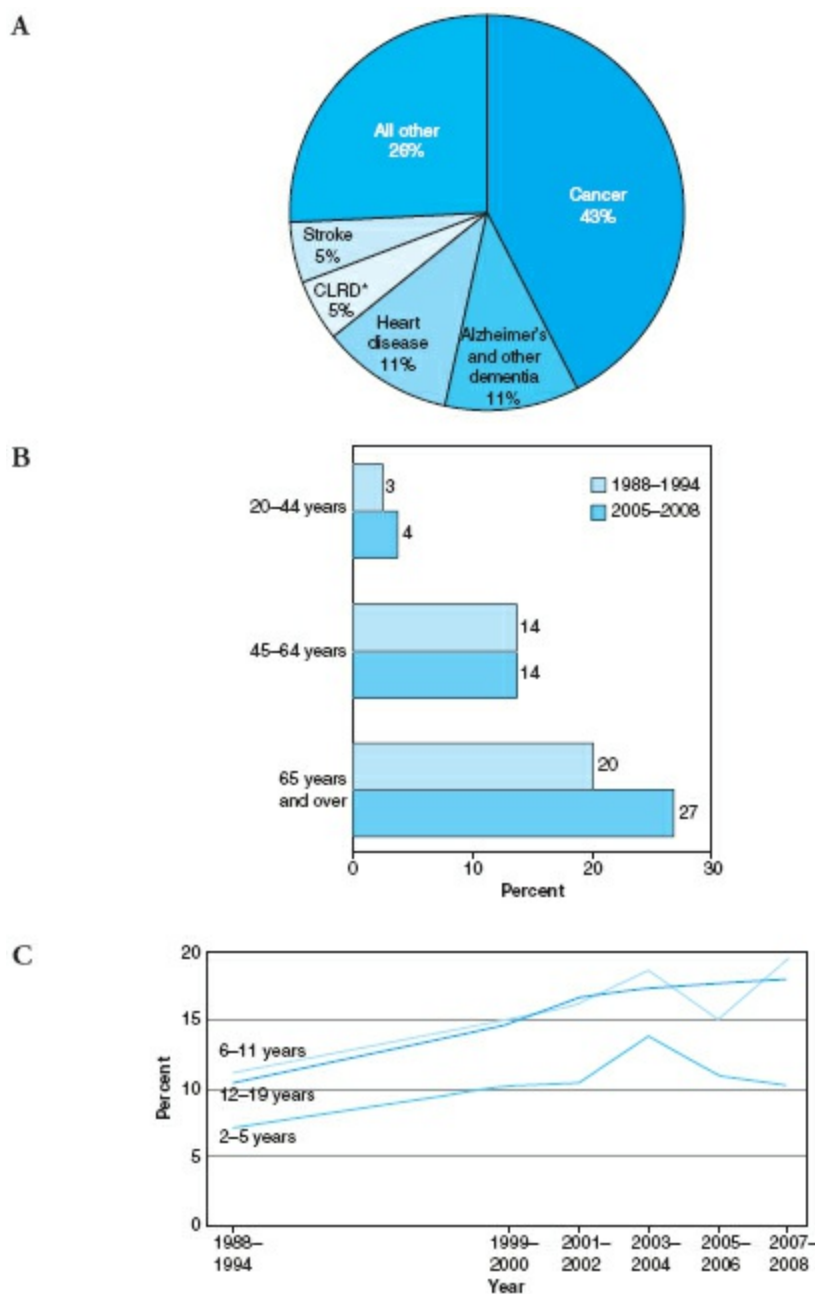 A
All other
26%
Cancer
43%
Stroke
5%
CLRD*
5%
Heart
disease
11%
Alzheimer's
and other
dementia
11%
B
1988–1994
2005–2008
20–44 years
3
4
45–64 years
14
14
65 years
and over
20
27
0 10 20 30
Percent
C
20
15
10
5
0
Percent
6–11 years
12–19 years
2–5 years
1988–
1994
1999–
2000
2001–
2002
2003–
2004
2005–
2006
2007–
2008
Year